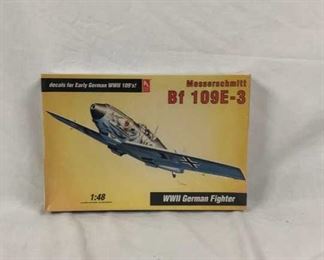 decals for Early German WWII 109's!
Messerschmitt
Bf 109E-3
1:48
WWII German Fighter